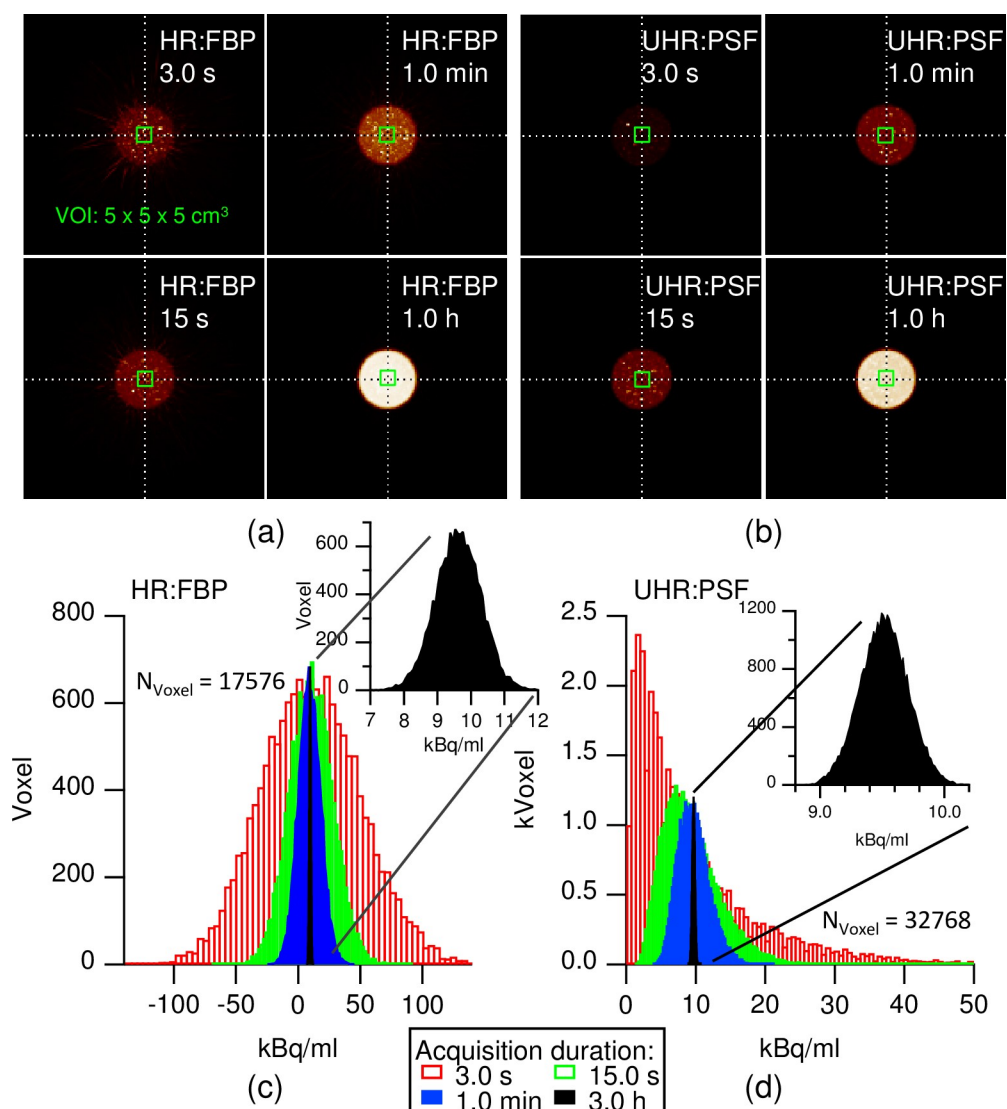 HR:FBP
3.0 s
HR:FBP
1.0 min
UHR:PSF
3.0 s
UHR:PSF
1.0 min
VOI: 5 x 5 x 5 cm³
HR:FBP
15 s
HR:FBP
1.0 h
UHR:PSF
15 s
UHR:PSF
1.0 h
(a)
(b)
HR:FBP
800
600
400
200
0
Voxel
N_Voxel = 17576
-100 -50 0 50 100
kBq/ml
(c)
600
400
200
0
Voxel
7 8 9 10 11 12
kBq/ml
UHR:PSF
2.5
2.0
1.5
1.0
0.5
0.0
kVoxel
N_Voxel = 32768
0 10 20 30 40 50
kBq/ml
(d)
1200
800
400
0
9.0 10.0
kBq/ml
Acquisition duration:
3.0 s 15.0 s
1.0 min 3.0 h